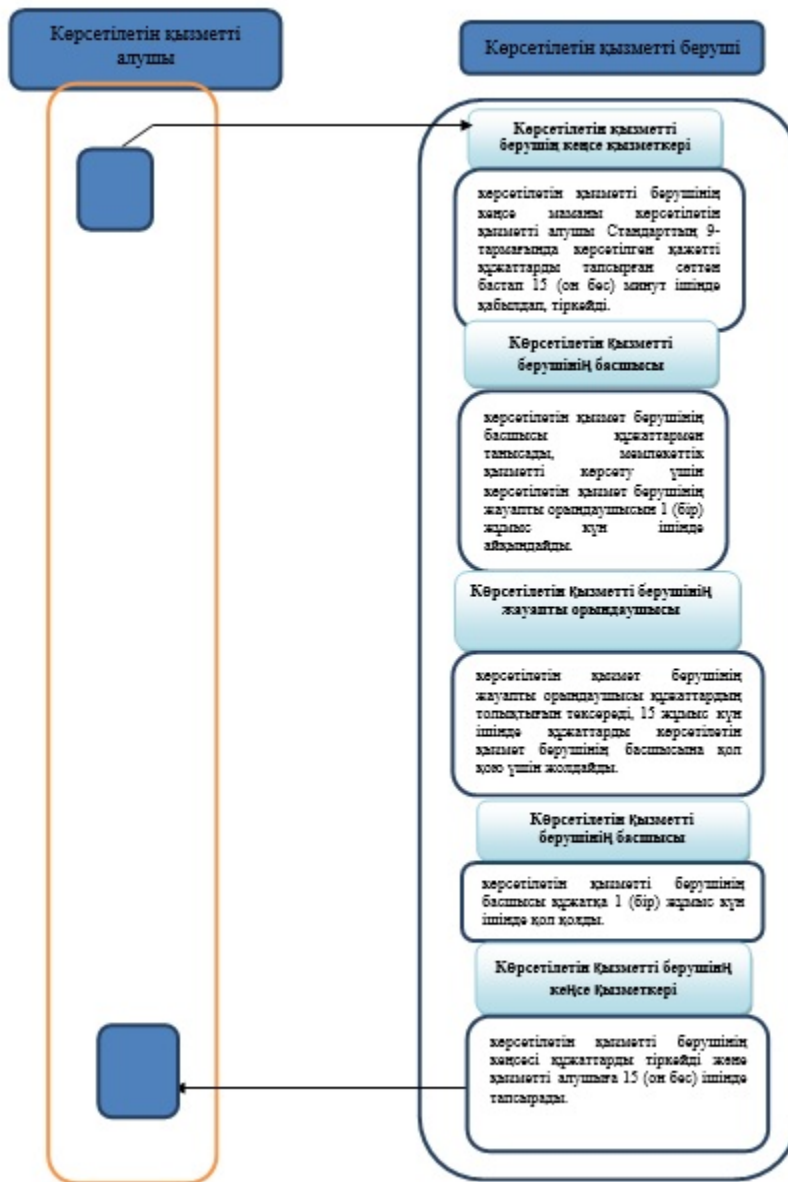 Көрсетілетін қызметті
алушы
Көрсетілетін қызметті беруші
Көрсетілетін қызметті
берушің кеңсе қызметкері
көрсетілетін қызметті берушінің
кеңсе маманы көрсетілетін
қызметті алушы Стандарттың 9-
тармағында көрсетілген қажетті
құжаттарды тапсырған сәттен
бастап 15 (он бес) минут ішінде
қабылдап, тіркейді.
Көрсетілетін қызметті
берушінің басшысы
көрсетілетін қызмет берушінің
басшысы құжаттармен
танысады, мемлекеттік
қызметті көрсету үшін
көрсетілетін қызмет берушінің
жауапты орындаушысын 1 (бір)
жұмыс күн ішінде
айқындайды.
Көрсетілетін қызметті берушінің
жауапты орындаушысы
көрсетілетін қызмет берушінің
жауапты орындаушысы құжаттардың
толықтығын тексереді, 15 жұмыс күн
ішінде құжаттарды көрсетілетін
қызмет берушінің басшысына қол
қою үшін жолдайды.
Көрсетілетін қызметті
берушінің басшысы
көрсетілетін қызметті берушінің
басшысы құжатқа 1 (бір) жұмыс күн
ішінде қол қояды.
Көрсетілетін қызметті берушінң
кеңсе қызметкері
көрсетілетін қызметті берушінің
кеңсесі құжаттарды тіркейді және
қызметті алушыға 15 (он бес) ішінде
тапсырады.